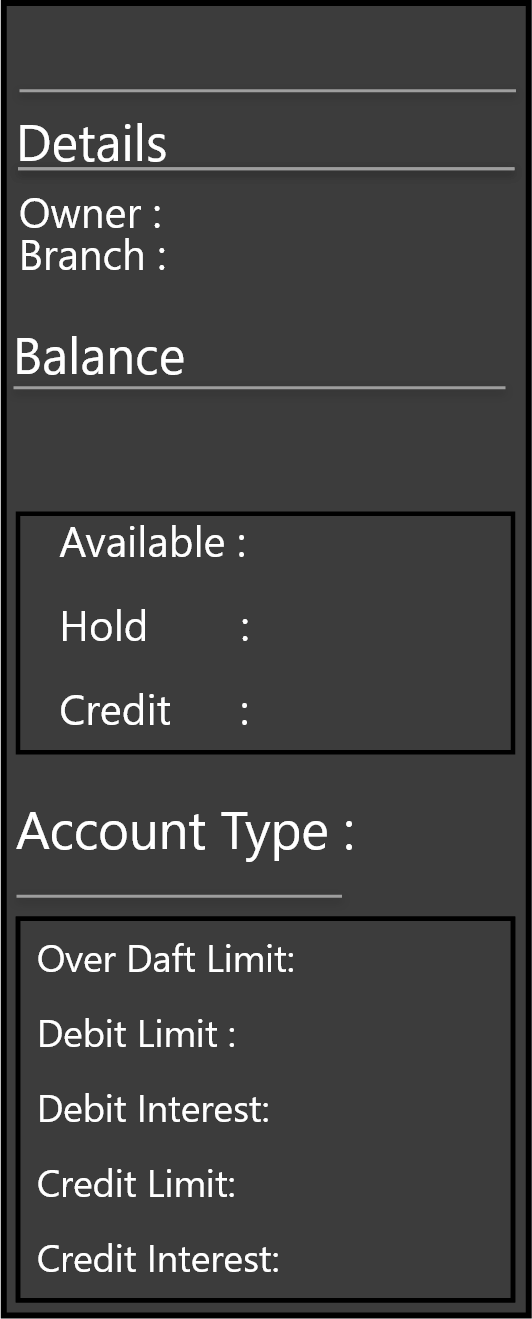 Details
Owner :
Branch :
Balance
Available :
Hold :
Credit :
Account Type :
Over Daft Limit:
Debit Limit :
Debit Interest:
Credit Limit:
Credit Interest: